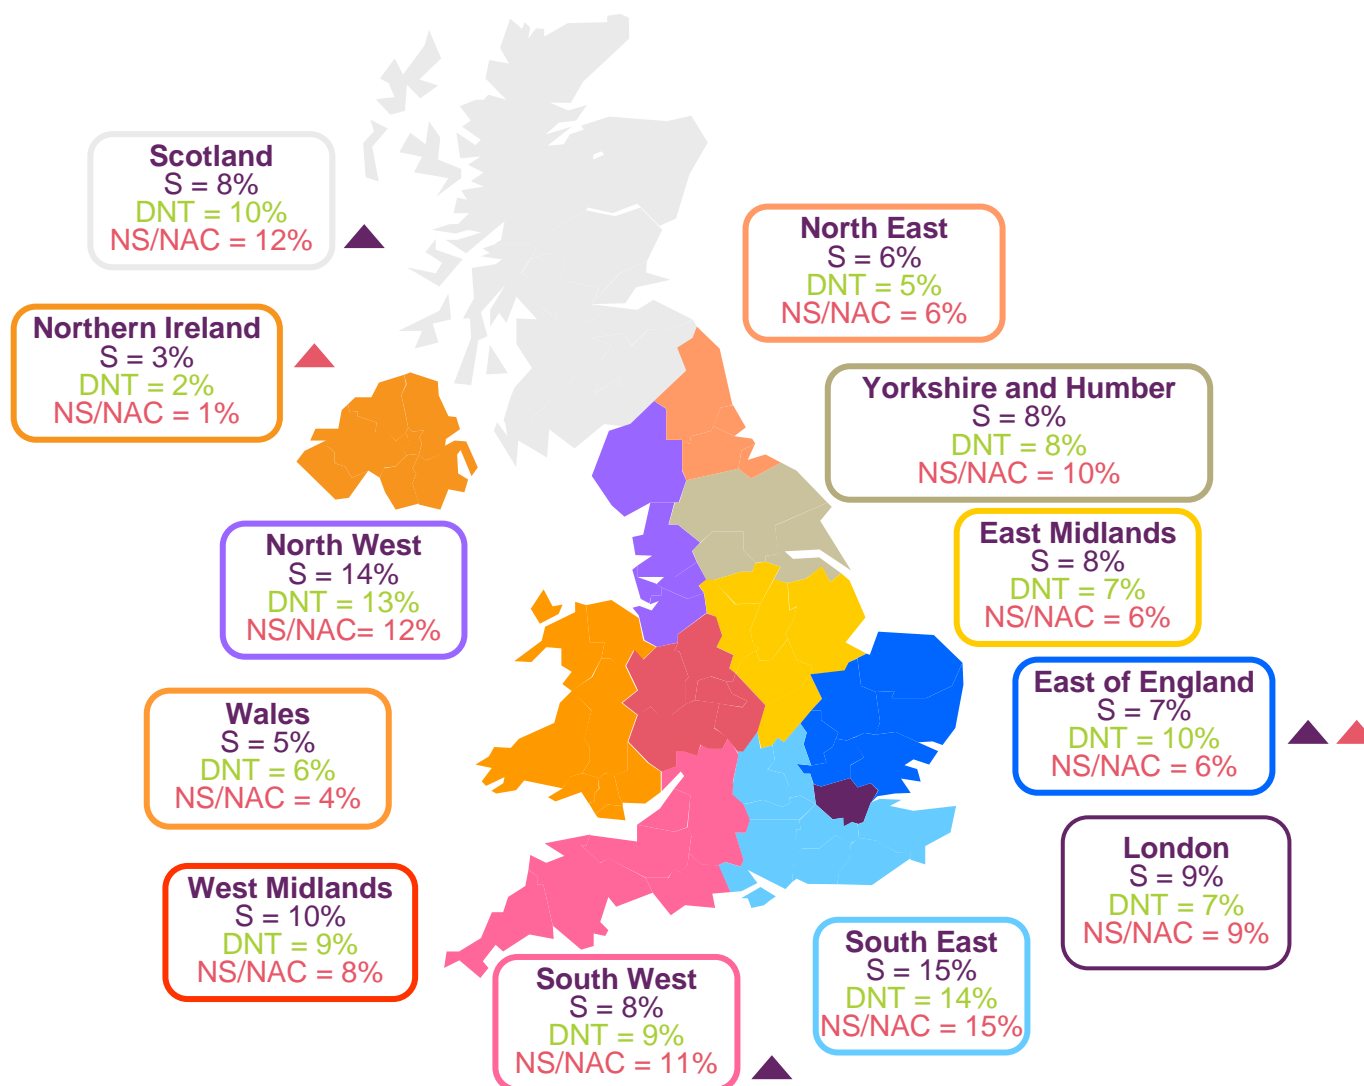 Scotland
S = 8%
DNT = 10%
NS/NAC = 12%
North East
S = 6%
DNT = 5%
NS/NAC = 6%
Northern Ireland
S = 3%
DNT = 2%
NS/NAC = 1%
Yorkshire and Humber
S = 8%
DNT = 8%
NS/NAC = 10%
North West
S = 14%
DNT = 13%
NS/NAC= 12%
East Midlands
S = 8%
DNT = 7%
NS/NAC = 6%
East of England
S = 7%
DNT = 10%
NS/NAC = 6%
Wales
S = 5%
DNT = 6%
NS/NAC = 4%
London
S = 9%
DNT = 7%
NS/NAC = 9%
West Midlands
S = 10%
DNT = 9%
NS/NAC = 8%
South East
S = 15%
DNT = 14%
NS/NAC = 15%
South West
S = 8%
DNT = 9%
NS/NAC = 11%